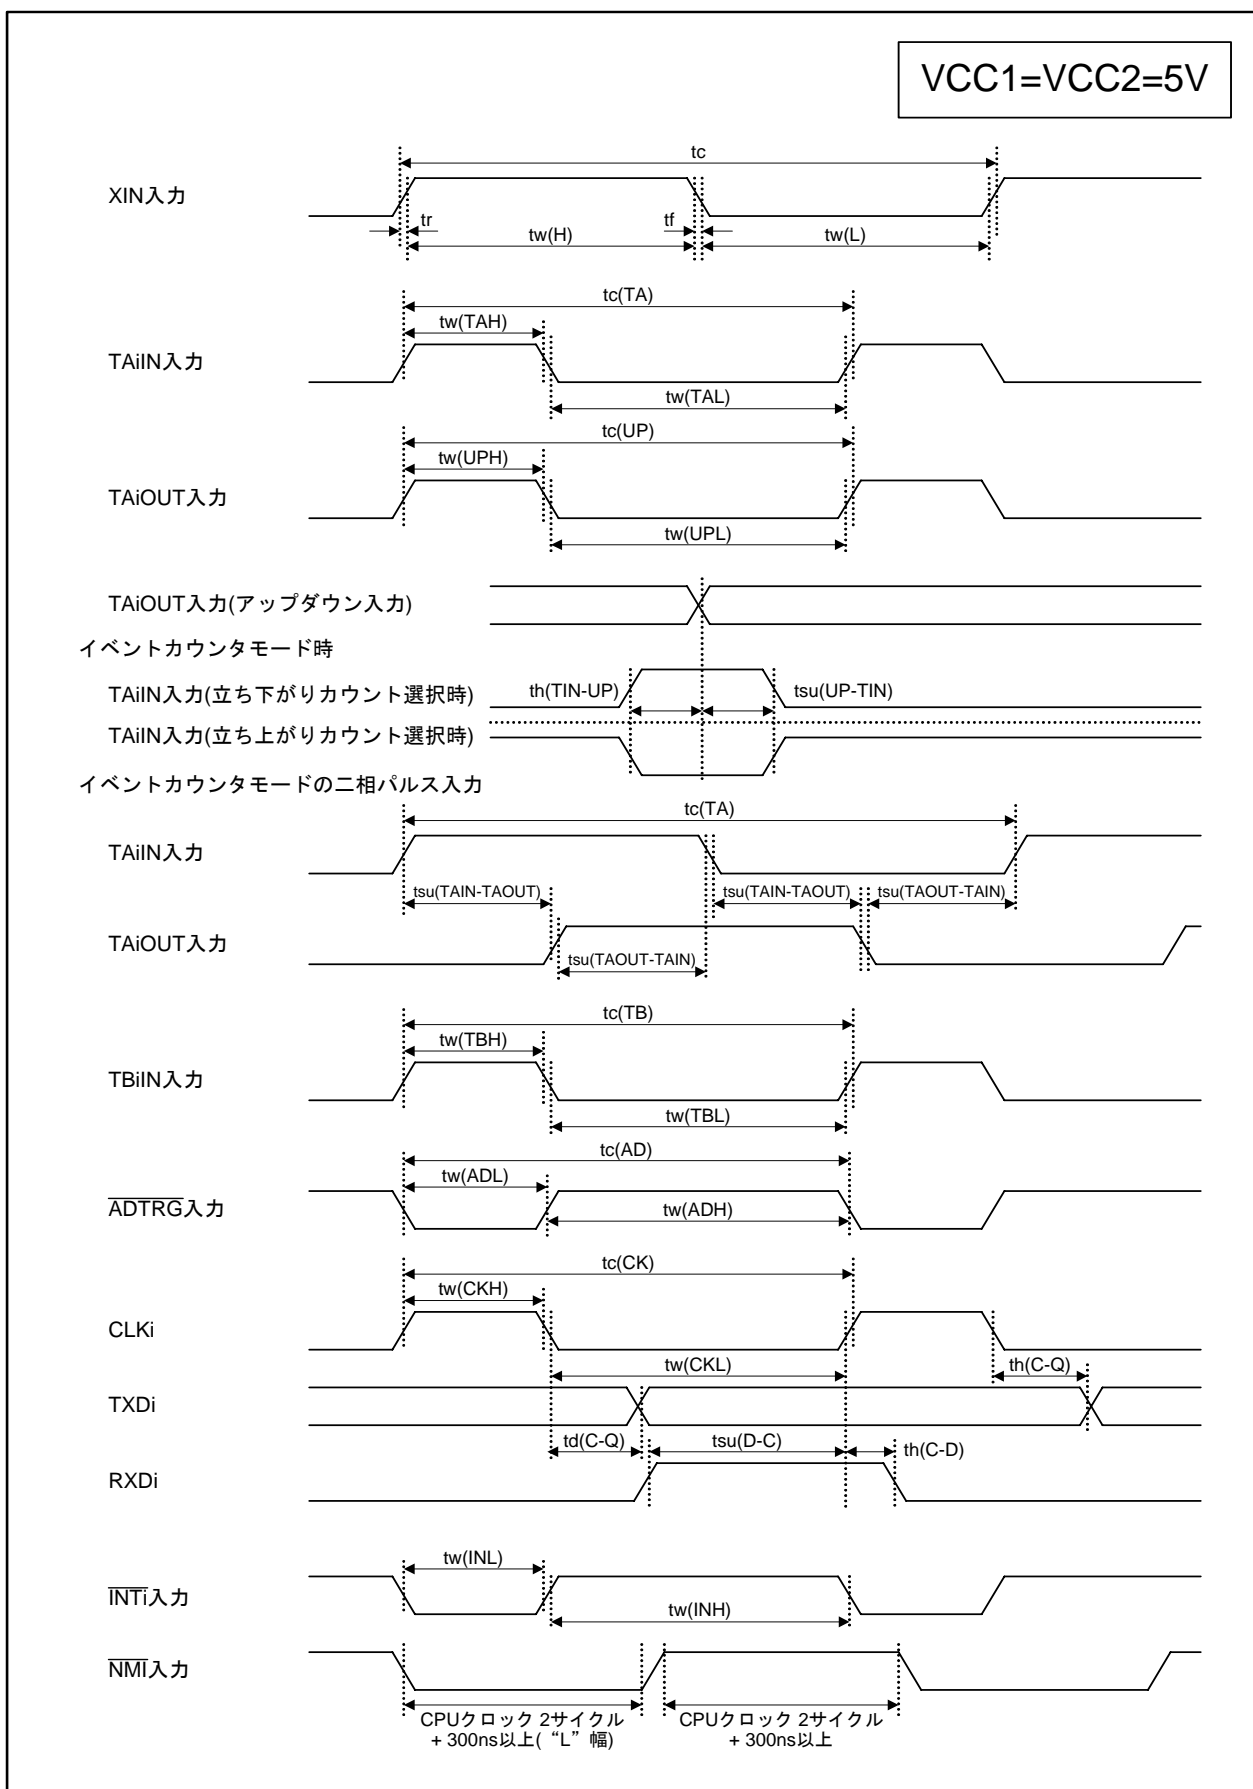 VCC1=VCC2=5V
tc
XIN入力
tr
tf
tw(H)
tw(L)
tc(TA)
tw(TAH)
TAiIN入力
tw(TAL)
tc(UP)
tw(UPH)
TAiOUT入力
tw(UPL)
TAiOUT入力(アップダウン入力)
イベントカウンタモード時
TAiIN入力(立ち下がりカウント選択時)
th(TIN-UP)
tsu(UP-TIN)
TAiIN入力(立ち上がりカウント選択時)
イベントカウンタモードの二相パルス入力
tc(TA)
TAiIN入力
tsu(TAIN-TAOUT)
tsu(TAIN-TAOUT)
tsu(TAOUT-TAIN)
TAiOUT入力
tsu(TAOUT-TAIN)
tc(TB)
tw(TBH)
TBiIN入力
tw(TBL)
tc(AD)
tw(ADL)
ADTRG入力
tw(ADH)
tc(CK)
tw(CKH)
CLKi
tw(CKL)
th(C-Q)
TXDi
td(C-Q)
tsu(D-C)
th(C-D)
RXDi
tw(INL)
INTi入力
tw(INH)
NMI入力
CPUクロック 2サイクル
+ 300ns以上(“L”幅)
CPUクロック 2サイクル
+ 300ns以上